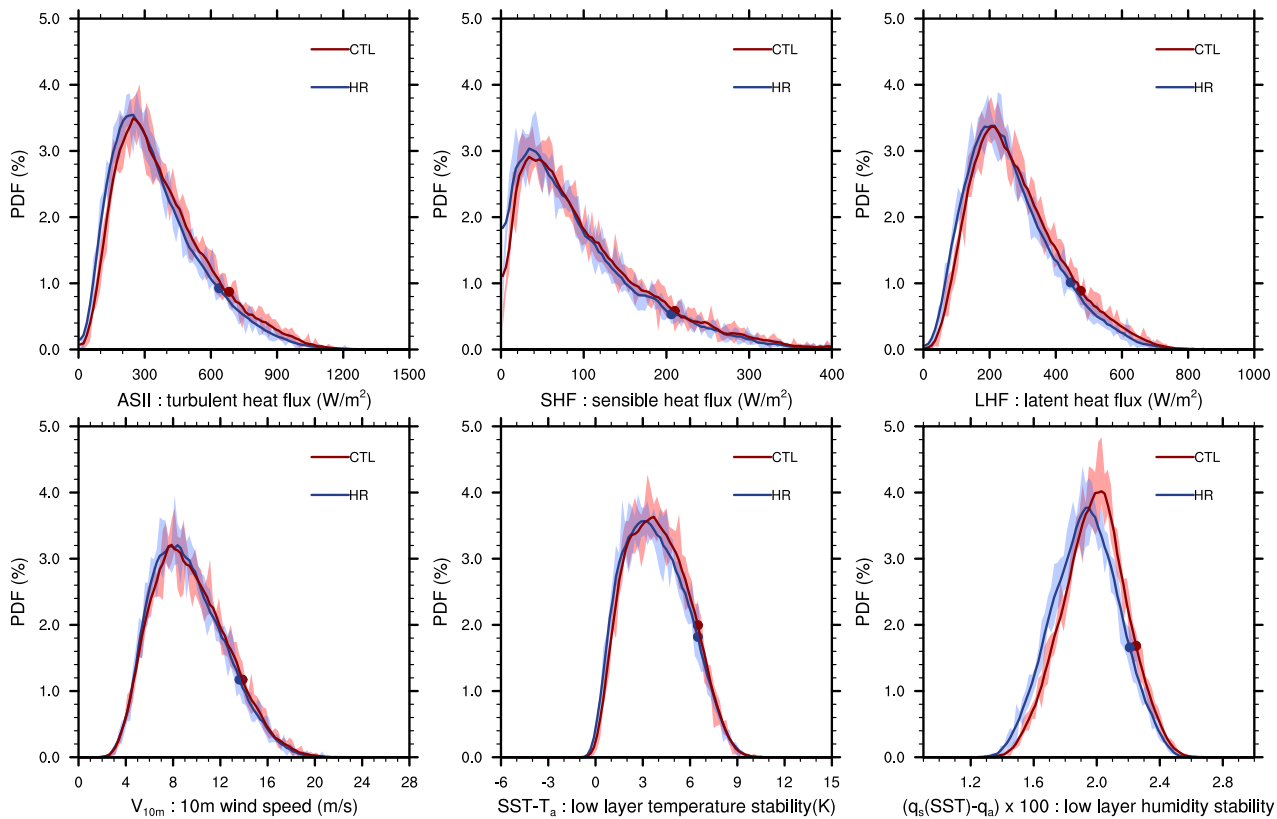 5.0
4.0
3.0
2.0
1.0
0.0
PDF (%)
CTL
HR
0 300 600 900 1200 1500
ASII : turbulent heat flux (W/m²)
5.0
4.0
3.0
2.0
1.0
0.0
PDF (%)
CTL
HR
0 100 200 300 400
SHF : sensible heat flux (W/m²)
5.0
4.0
3.0
2.0
1.0
0.0
PDF (%)
CTL
HR
0 200 400 600 800 1000
LHF : latent heat flux (W/m²)
5.0
4.0
3.0
2.0
1.0
0.0
PDF (%)
CTL
HR
0 4 8 12 16 20 24 28
V₁₀ₘ : 10m wind speed (m/s)
5.0
4.0
3.0
2.0
1.0
0.0
PDF (%)
CTL
HR
-6 -3 0 3 6 9 12 15
SST-Tₐ : low layer temperature stability(K)
5.0
4.0
3.0
2.0
1.0
0.0
PDF (%)
CTL
HR
1.2 1.6 2.0 2.4 2.8
(qₛ(SST)-qₐ) x 100 : low layer humidity stability